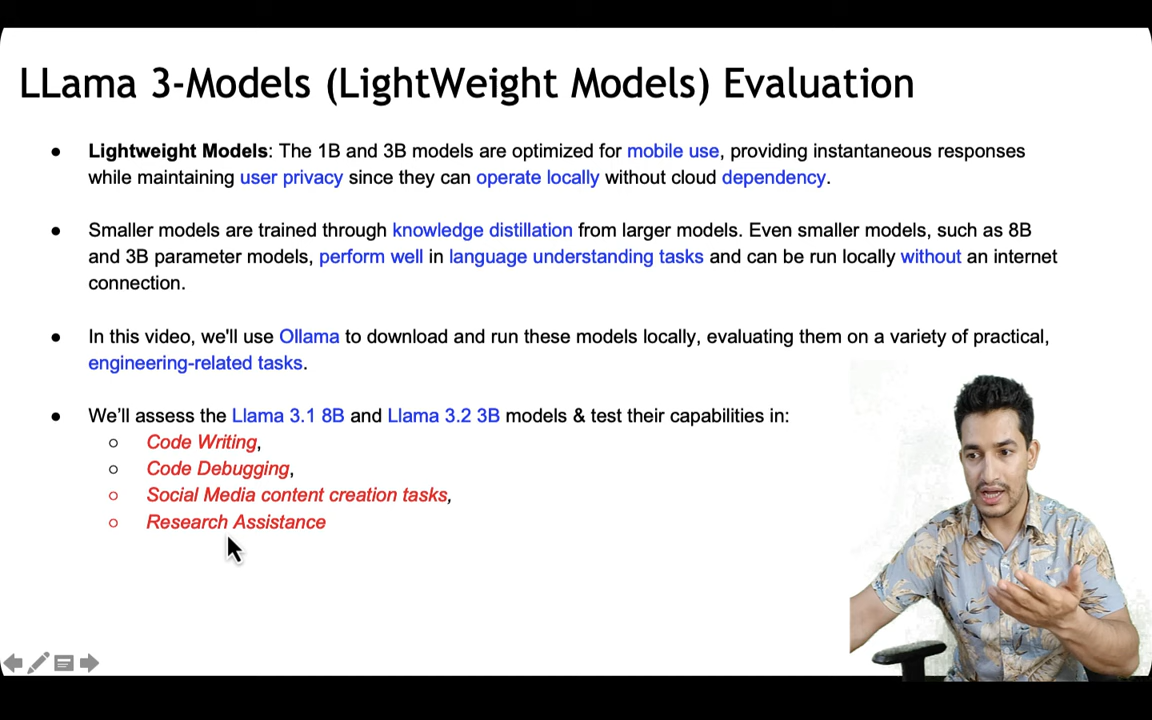 LLama 3-Models (LightWeight Models) Evaluation
● Lightweight Models: The 1B and 3B models are optimized for mobile use, providing instantaneous responses
while maintaining user privacy since they can operate locally without cloud dependency.
● Smaller models are trained through knowledge distillation from larger models. Even smaller models, such as 8B
and 3B parameter models, perform well in language understanding tasks and can be run locally without an internet
connection.
● In this video, we'll use Ollama to download and run these models locally, evaluating them on a variety of practical,
engineering-related tasks.
● We’ll assess the Llama 3.1 8B and Llama 3.2 3B models & test their capabilities in:
○ Code Writing,
○ Code Debugging,
○ Social Media content creation tasks,
○ Research Assistance